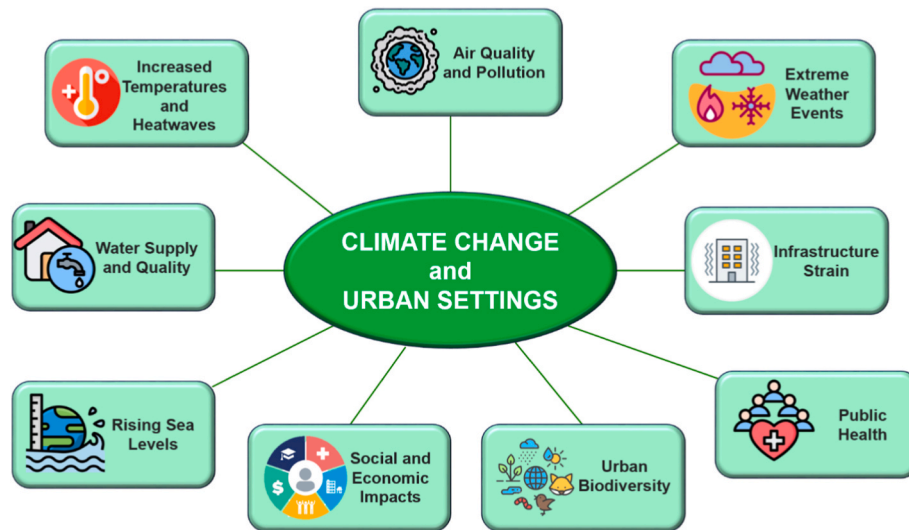 Air Quality
and Pollution
Increased
Temperatures
and
Heatwaves
Extreme
Weather
Events
Water Supply
and Quality
CLIMATE CHANGE
and
URBAN SETTINGS
Infrastructure
Strain
Rising Sea
Levels
Social and
Economic
Impacts
Urban
Biodiversity
Public
Health